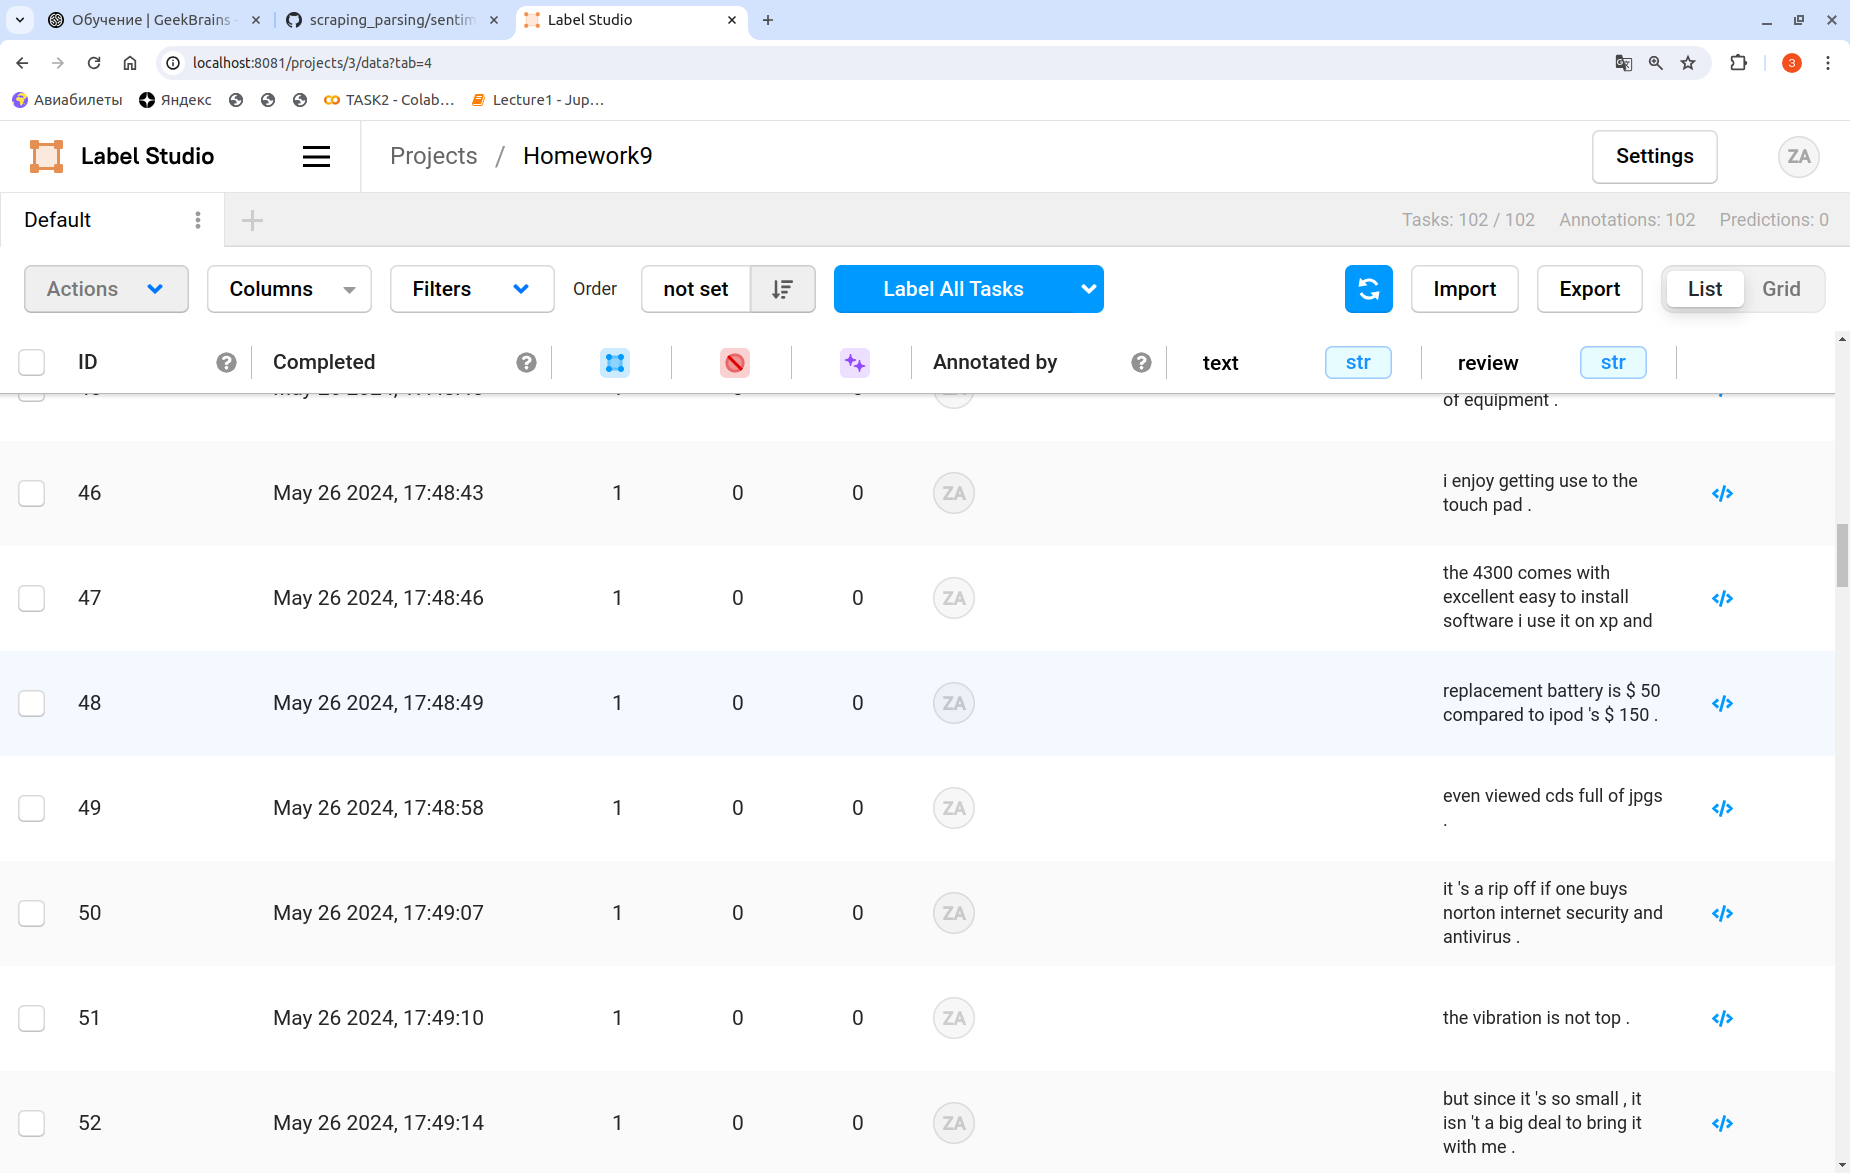 Обучение | GeekBrains
scraping_parsing/sentim
Label Studio
localhost:8081/projects/3/data?tab=4
3
Авиабилеты
Яндекс
TASK2 - Colab...
Lecture1 - Jup...
Label Studio
Projects / Homework9
Settings
ZA
Default
Tasks: 102 / 102
Annotations: 102
Predictions: 0
Actions
Columns
Filters
Order
not set
Label All Tasks
Import
Export
List
Grid
ID
Completed
Annotated by
text
str
review
str
of equipment .
46
May 26 2024, 17:48:43
1
0
0
ZA
i enjoy getting use to the
touch pad .
47
May 26 2024, 17:48:46
1
0
0
ZA
the 4300 comes with
excellent easy to install
software i use it on xp and
48
May 26 2024, 17:48:49
1
0
0
ZA
replacement battery is $ 50
compared to ipod 's $ 150 .
49
May 26 2024, 17:48:58
1
0
0
ZA
even viewed cds full of jpgs
.
50
May 26 2024, 17:49:07
1
0
0
ZA
it 's a rip off if one buys
norton internet security and
antivirus .
51
May 26 2024, 17:49:10
1
0
0
ZA
the vibration is not top .
52
May 26 2024, 17:49:14
1
0
0
ZA
but since it 's so small , it
isn 't a big deal to bring it
with me .